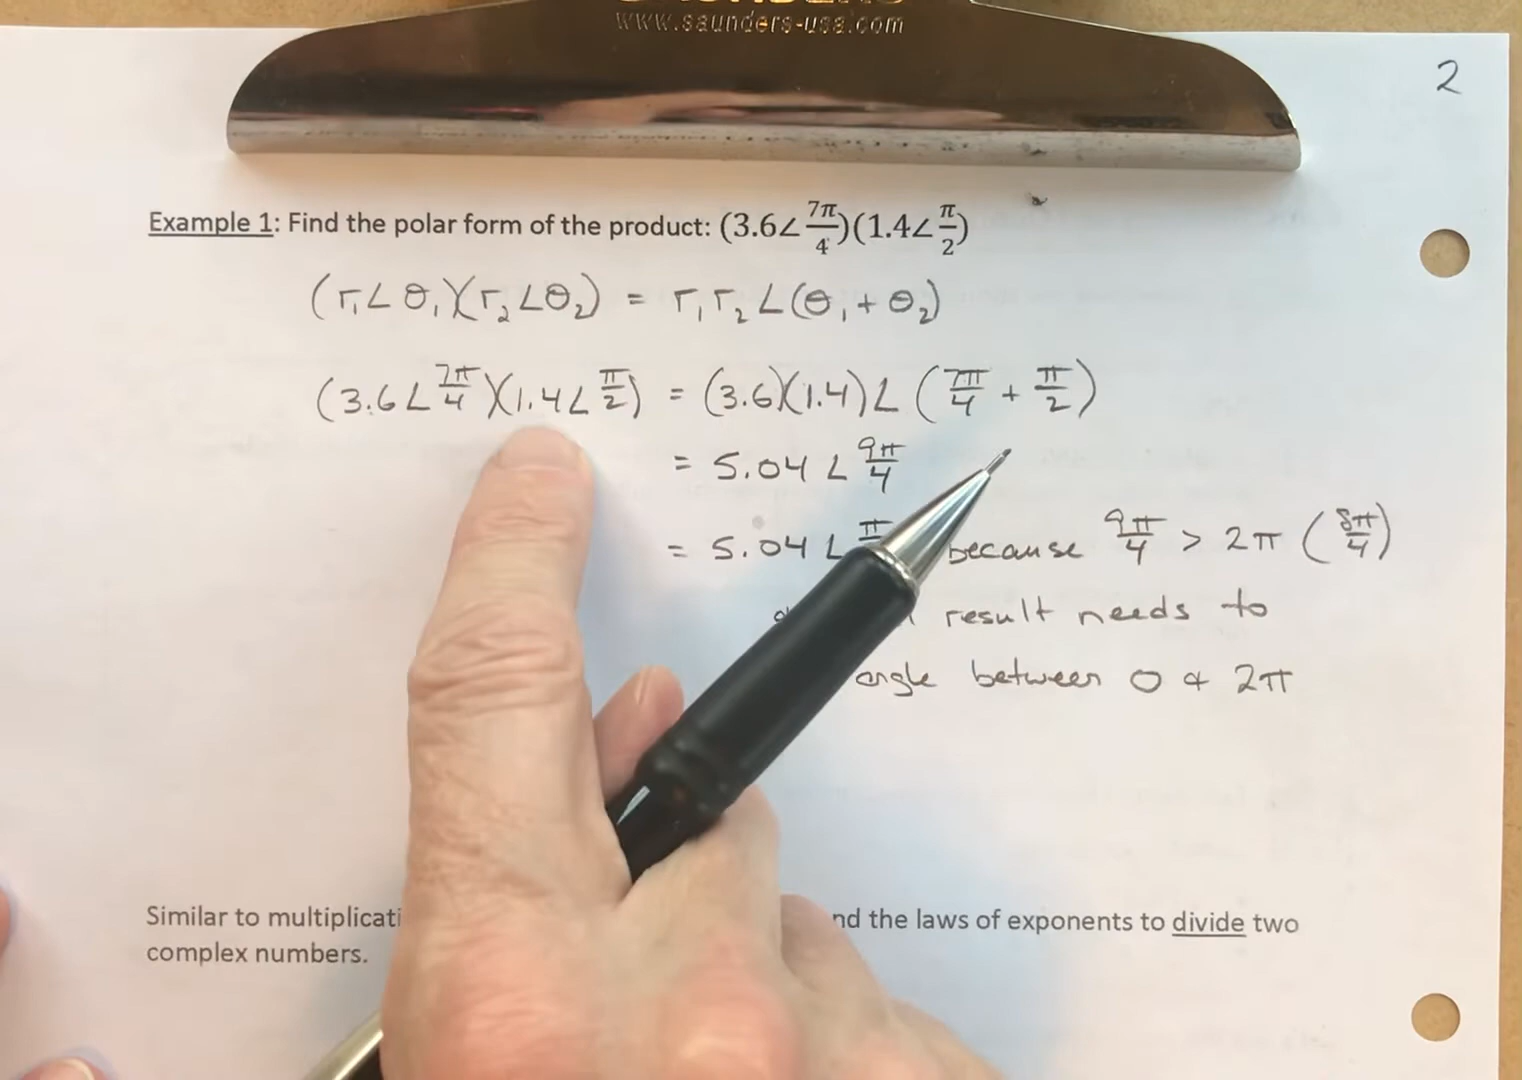 www.saunders-usa.com
2
Example 1: Find the polar form of the product: (3.6∠7π/4)(1.4∠π/2)
(r₁∠θ₁)(r₂∠θ₂) = r₁r₂∠(θ₁+θ₂)
(3.6∠7π/4)(1.4∠π/2) = (3.6)(1.4)∠(7π/4 + π/2)
= 5.04∠9π/4
= 5.04∠π because 9π/4 > 2π (8π/4)
result needs to
angle between 0 & 2π
Similar to nd the laws of exponents to divide two
complex numbers.